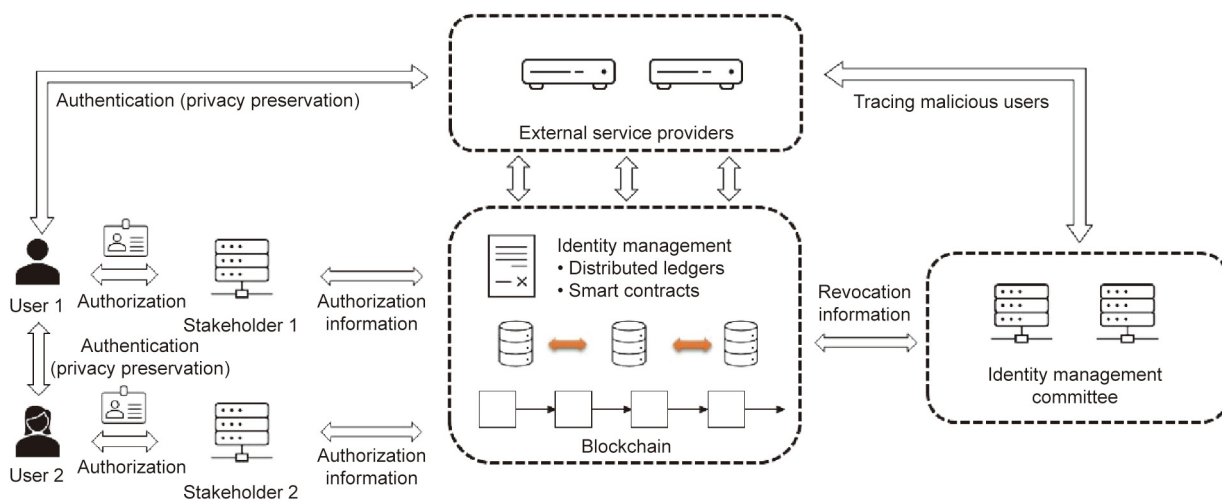 Authentication (privacy preservation)
External service providers
Tracing malicious users
Identity management
• Distributed ledgers
• Smart contracts
User 1
Authorization
Stakeholder 1
Authorization
information
Revocation
information
Authentication
(privacy preservation)
Identity management
committee
User 2
Authorization
Stakeholder 2
Authorization
information
Blockchain